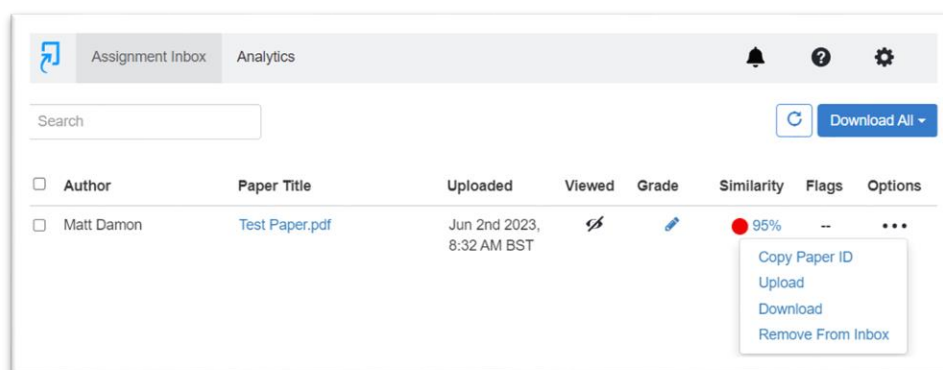 Assignment Inbox Analytics
Search Download All
Author Paper Title Uploaded Viewed Grade Similarity Flags Options
Matt Damon Test Paper.pdf Jun 2nd 2023, 95% -- •••
8:32 AM BST
Copy Paper ID
Upload
Download
Remove From Inbox